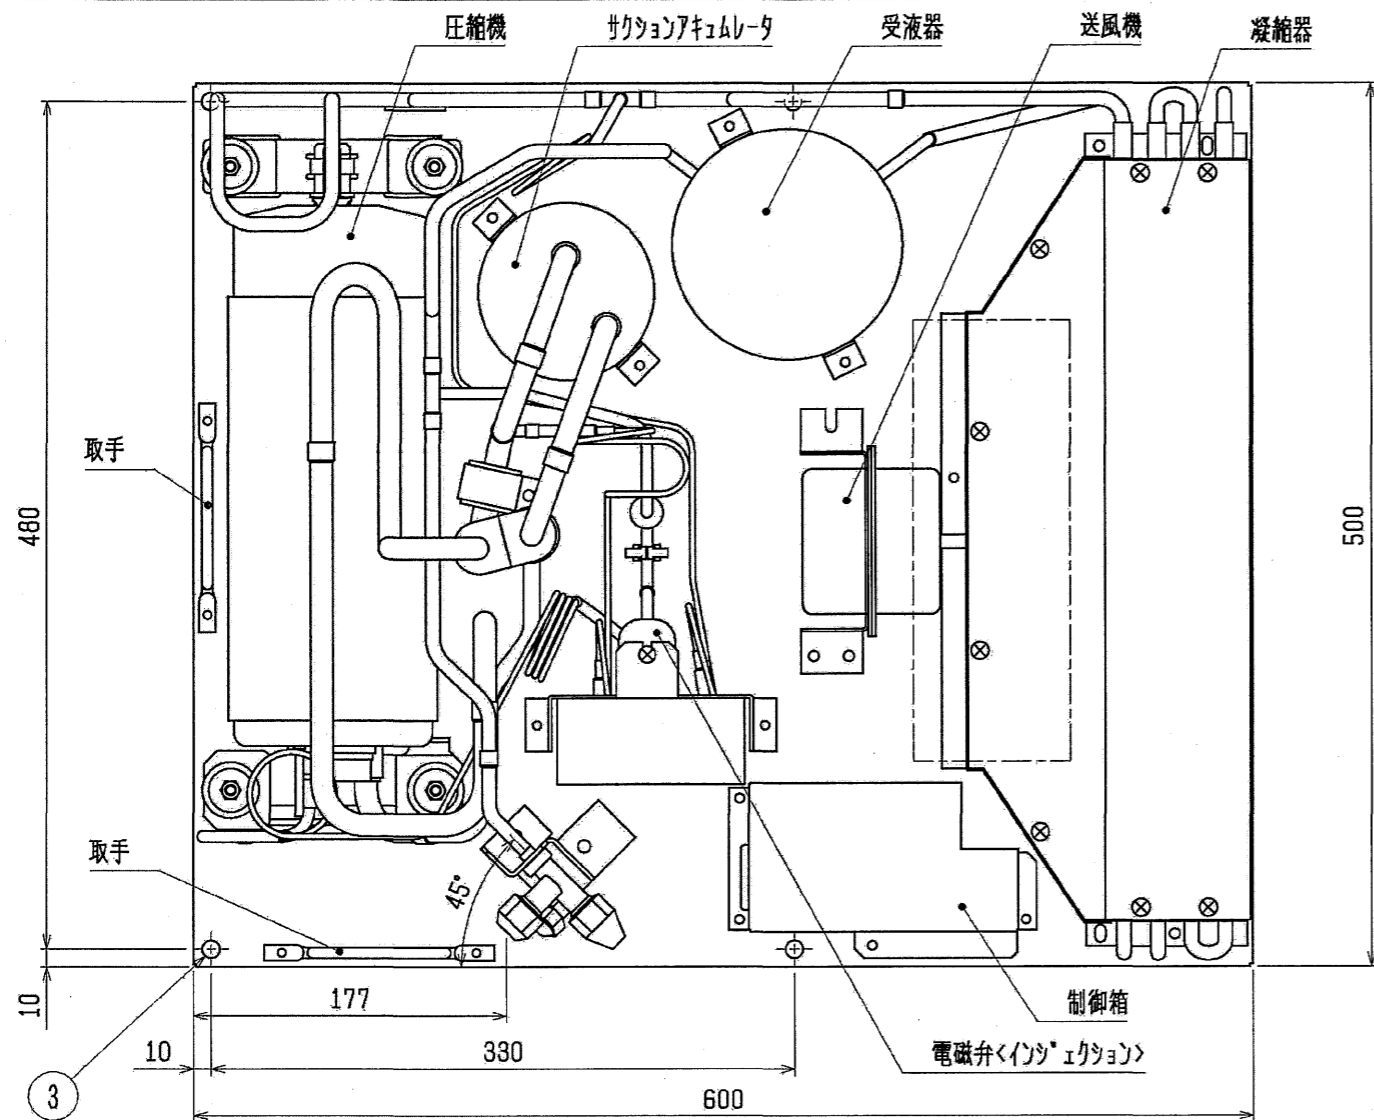 圧縮機
サクションアキュムレータ
受液器
送風機
凝縮器
取手
480
500
取手
45°
10
177
制御箱
10
330
電磁弁<インジェクション>
3
600